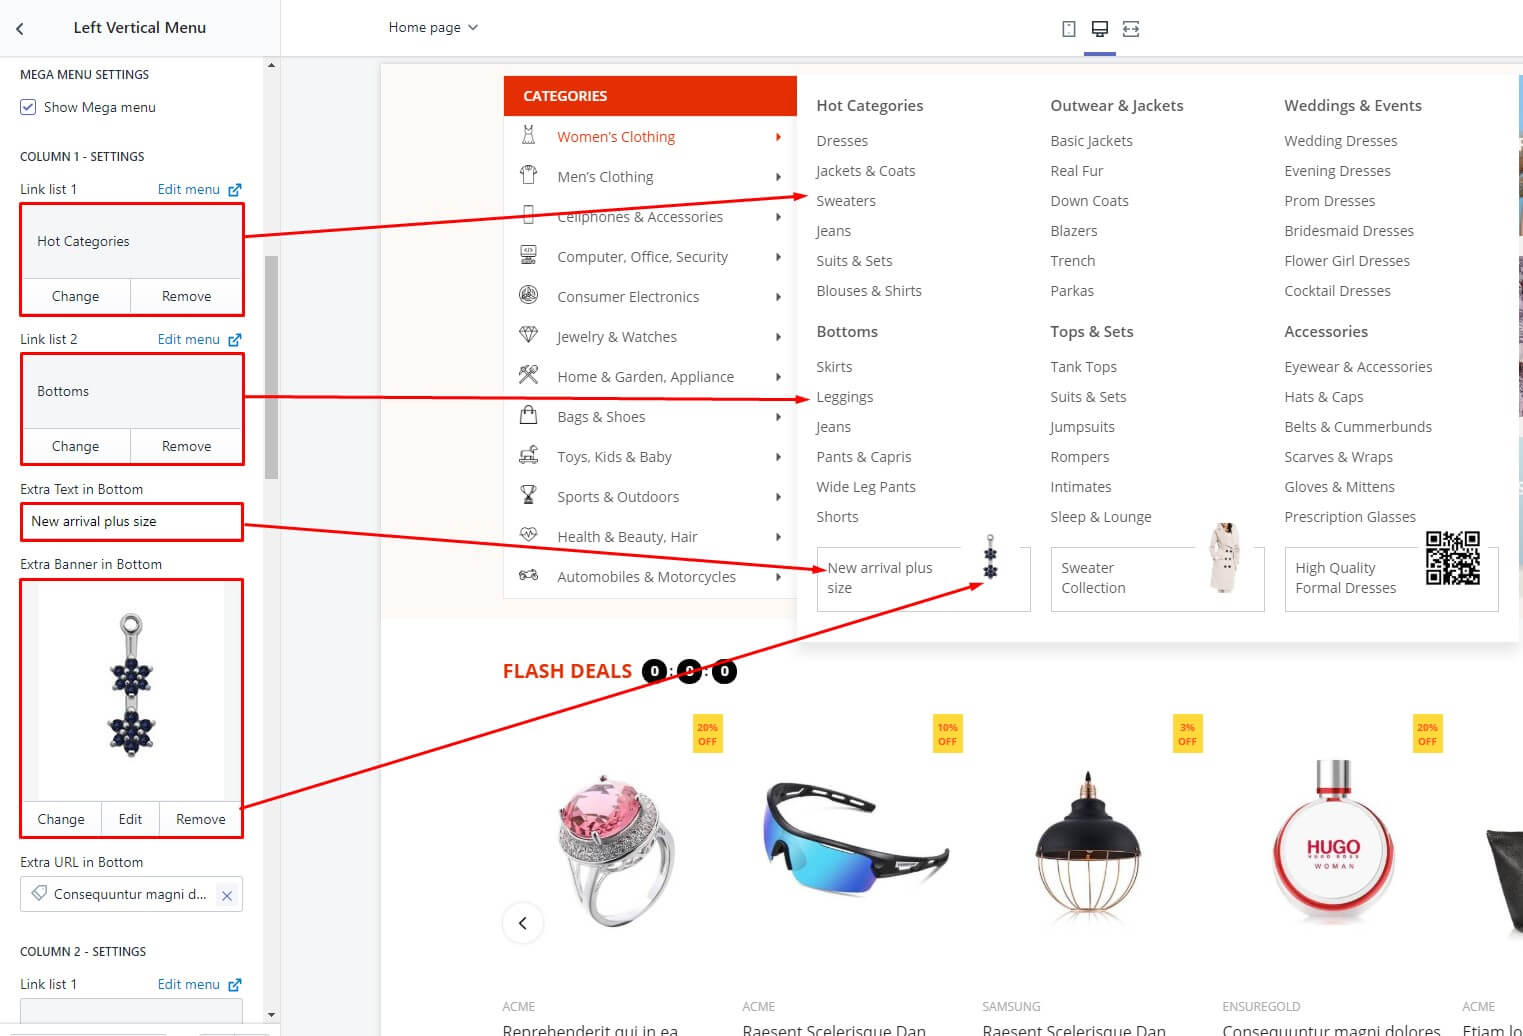 Left Vertical Menu
Home page
MEGA MENU SETTINGS
Show Mega menu
COLUMN 1 - SETTINGS
Link list 1
Edit menu
Hot Categories
Change
Remove
Link list 2
Edit menu
Bottoms
Change
Remove
Extra Text in Bottom
New arrival plus size
Extra Banner in Bottom
Change
Edit
Remove
Extra URL in Bottom
Consequuntur magni d...
COLUMN 2 - SETTINGS
Link list 1
Edit menu
CATEGORIES
Women's Clothing
Men's Clothing
Cellphones & Accessories
Computer, Office, Security
Consumer Electronics
Jewelry & Watches
Home & Garden, Appliance
Bags & Shoes
Toys, Kids & Baby
Sports & Outdoors
Health & Beauty, Hair
Automobiles & Motorcycles
Hot Categories
Dresses
Jackets & Coats
Sweaters
Jeans
Suits & Sets
Blouses & Shirts
Bottoms
Skirts
Leggings
Jeans
Pants & Capris
Wide Leg Pants
Shorts
New arrival plus
size
Outwear & Jackets
Basic Jackets
Real Fur
Down Coats
Blazers
Trench
Parkas
Tops & Sets
Tank Tops
Suits & Sets
Jumpsuits
Rompers
Intimates
Sleep & Lounge
Sweater
Collection
Weddings & Events
Wedding Dresses
Evening Dresses
Prom Dresses
Bridesmaid Dresses
Flower Girl Dresses
Cocktail Dresses
Accessories
Eyewear & Accessories
Hats & Caps
Belts & Cummerbunds
Scarves & Wraps
Gloves & Mittens
Prescription Glasses
High Quality
Formal Dresses
FLASH DEALS 0 : 0 : 0
20%
OFF
10%
OFF
3%
OFF
20%
OFF
HUGO
HUGO BOSS
WOMAN
ACME
Reprehenderit qui in ea
ACME
Raesent Scelerisque Dan
SAMSUNG
Raesent Scelerisque Dan
ENSUREGOLD
Consequuntur magni dolores
ACME
Etiam lo